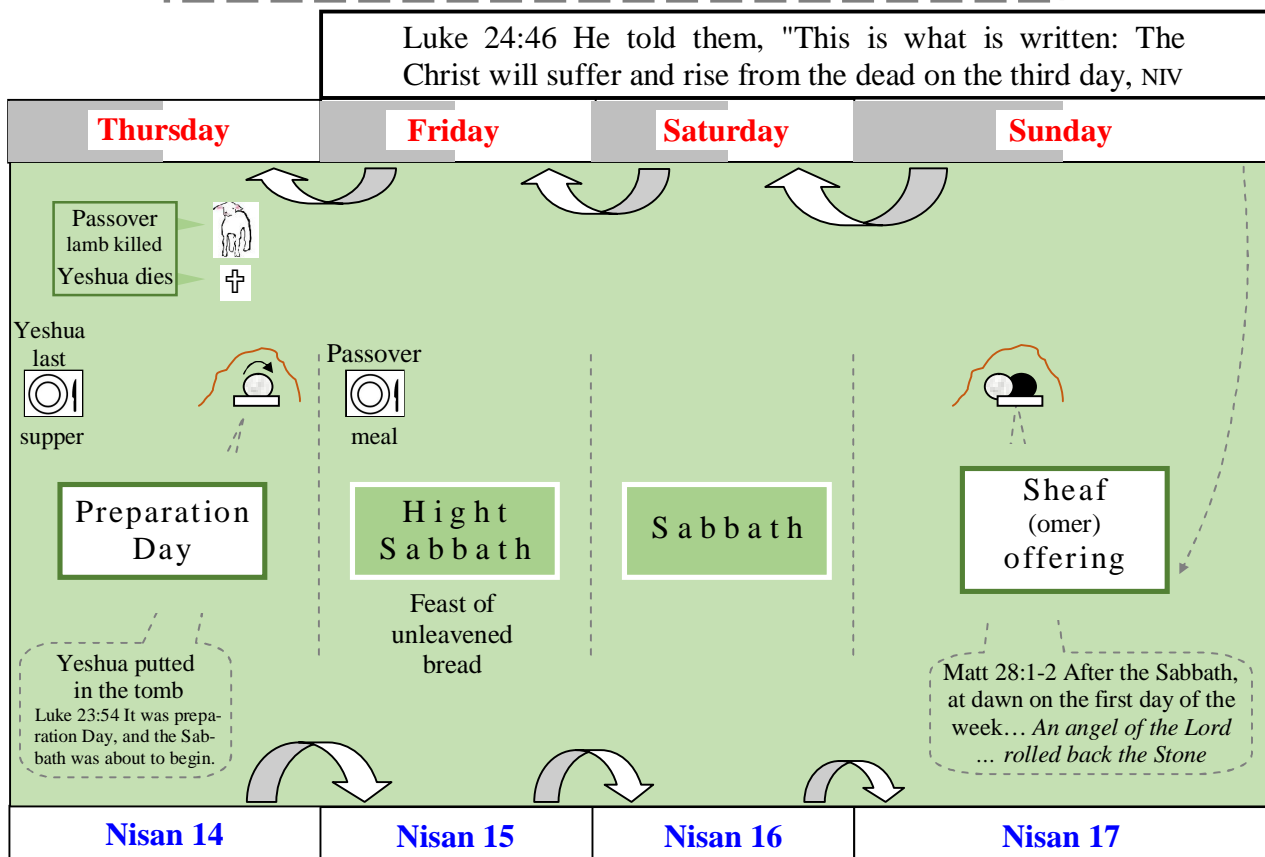 Luke 24:46 He told them, "This is what is written: The
Christ will suffer and rise from the dead on the third day, NIV
Thursday
Friday
Saturday
Sunday
Passover
lamb killed
Yeshua dies
Yeshua
last
supper
Passover
meal
Preparation
Day
Hight
Sabbath
Sabbath
Sheaf
(omer)
offering
Feast of
unleavened
bread
Yeshua putted
in the tomb
Luke 23:54 It was prepa-
ration Day, and the Sab-
bath was about to begin.
Matt 28:1-2 After the Sabbath,
at dawn on the first day of the
week… An angel of the Lord
… rolled back the Stone
Nisan 14
Nisan 15
Nisan 16
Nisan 17